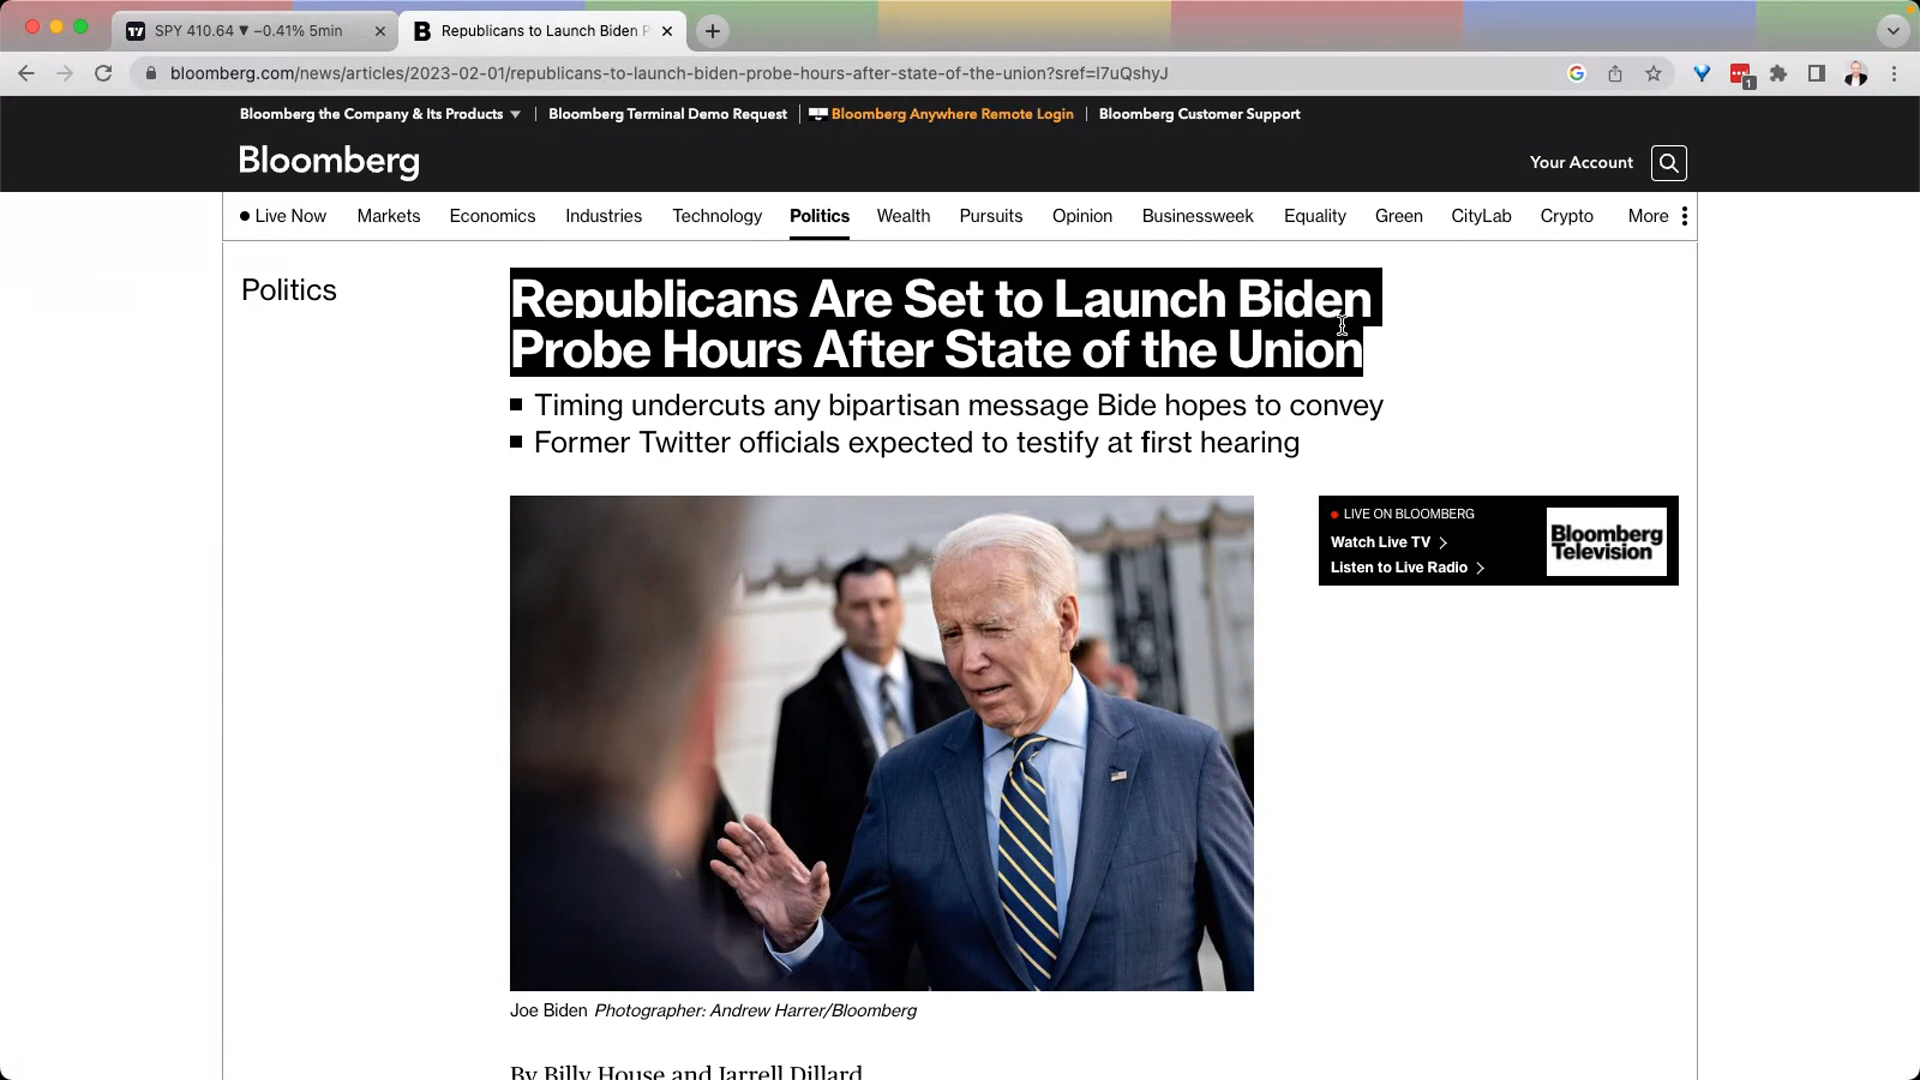 SPY 410.64 ▼ −0.41% 5min
Republicans to Launch Biden P
bloomberg.com/news/articles/2023-02-01/republicans-to-launch-biden-probe-hours-after-state-of-the-union?sref=I7uQshyJ
1
Bloomberg the Company & Its Products ▼ | Bloomberg Terminal Demo Request | Bloomberg Anywhere Remote Login | Bloomberg Customer Support
Bloomberg
Your Account
Live Now Markets Economics Industries Technology Politics Wealth Pursuits Opinion Businessweek Equality Green CityLab Crypto More
Politics
Republicans Are Set to Launch Biden
Probe Hours After State of the Union
Timing undercuts any bipartisan message Bide hopes to convey
Former Twitter officials expected to testify at first hearing
LIVE ON BLOOMBERG
Watch Live TV
Listen to Live Radio
Bloomberg
Television
Joe Biden Photographer: Andrew Harrer/Bloomberg
By Billy House and Jarrell Dillard